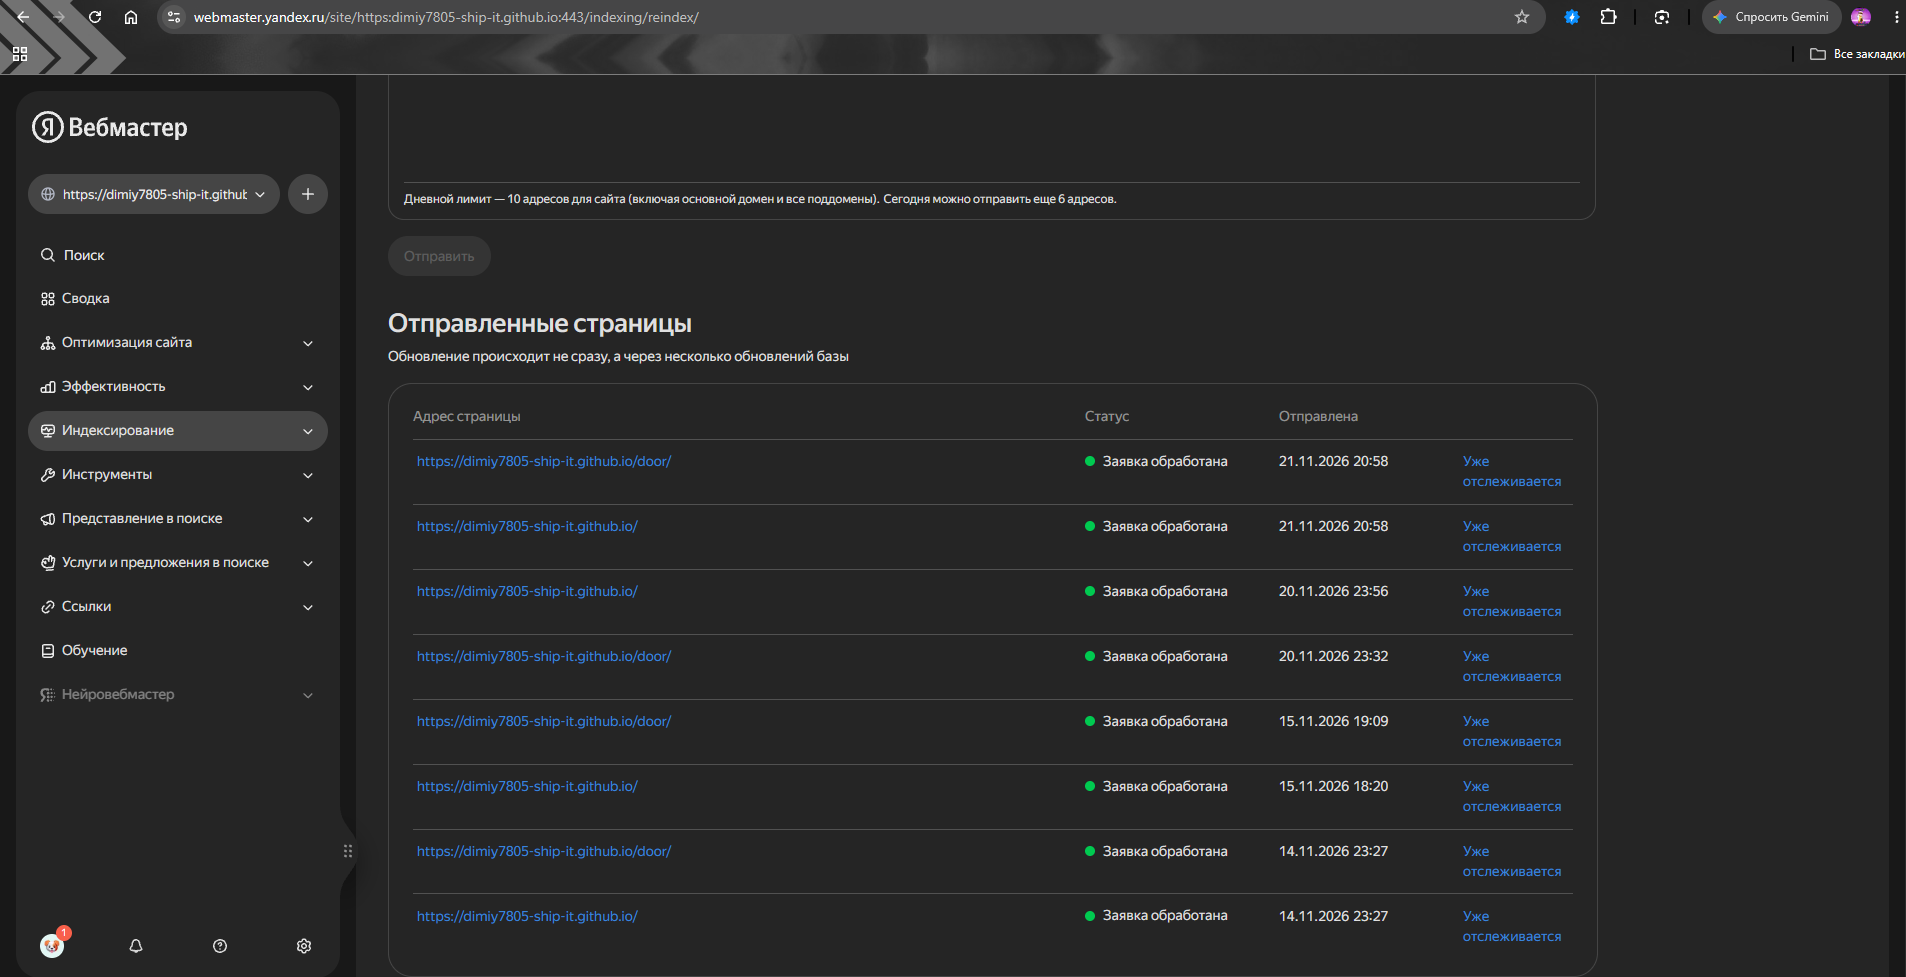 webmaster.yandex.ru/site/https:dimiy7805-ship-it.github.io:443/indexing/reindex/
Спросить Gemini
Все закладки
Я Вебмастер
https://dimiy7805-ship-it.github
Поиск
Сводка
Оптимизация сайта
Эффективность
Индексирование
Инструменты
Представление в поиске
Услуги и предложения в поиске
Ссылки
Обучение
Нейровебмастер
1
Дневной лимит — 10 адресов для сайта (включая основной домен и все поддомены). Сегодня можно отправить еще 6 адресов.
Отправить
Отправленные страницы
Обновление происходит не сразу, а через несколько обновлений базы
Адрес страницы Статус Отправлена
https://dimiy7805-ship-it.github.io/door/ Заявка обработана 21.11.2026 20:58 Уже
отслеживается
https://dimiy7805-ship-it.github.io/ Заявка обработана 21.11.2026 20:58 Уже
отслеживается
https://dimiy7805-ship-it.github.io/ Заявка обработана 20.11.2026 23:56 Уже
отслеживается
https://dimiy7805-ship-it.github.io/door/ Заявка обработана 20.11.2026 23:32 Уже
отслеживается
https://dimiy7805-ship-it.github.io/door/ Заявка обработана 15.11.2026 19:09 Уже
отслеживается
https://dimiy7805-ship-it.github.io/ Заявка обработана 15.11.2026 18:20 Уже
отслеживается
https://dimiy7805-ship-it.github.io/door/ Заявка обработана 14.11.2026 23:27 Уже
отслеживается
https://dimiy7805-ship-it.github.io/ Заявка обработана 14.11.2026 23:27 Уже
отслеживается